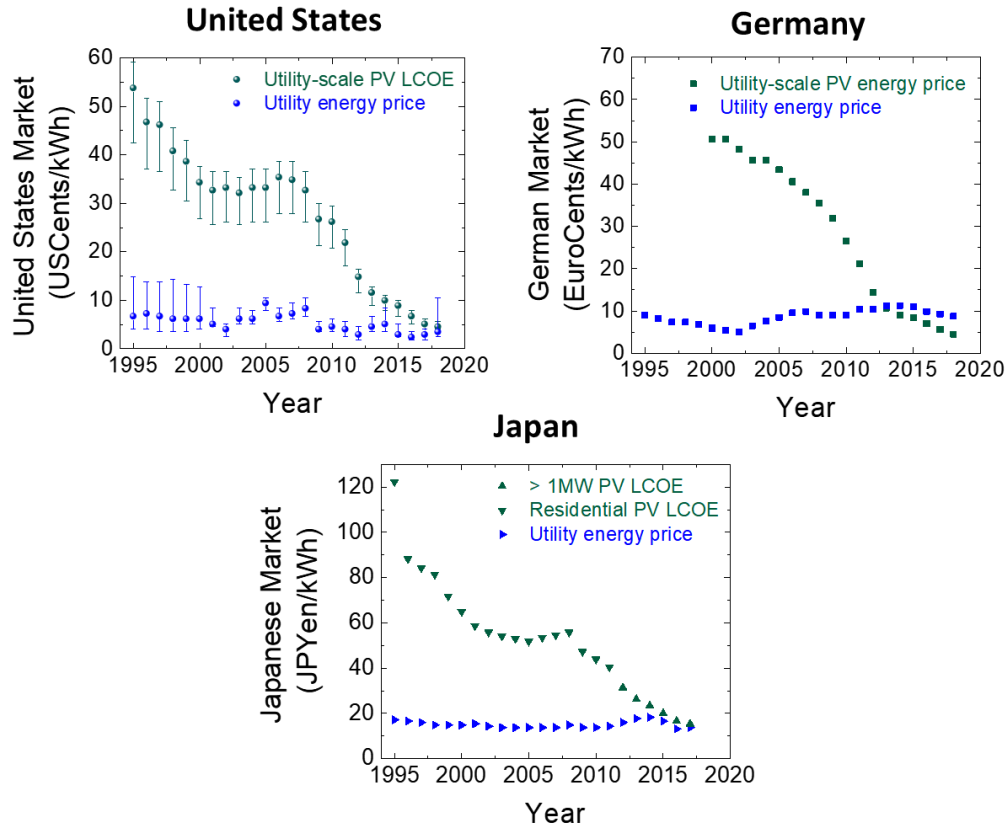 United States
Utility-scale PV LCOE
Utility energy price
United States Market
(USCents/kWh)
60
50
40
30
20
10
0
1995 2000 2005 2010 2015 2020
Year
Germany
Utility-scale PV energy price
Utility energy price
German Market
(EuroCents/kWh)
70
60
50
40
30
20
10
0
1995 2000 2005 2010 2015 2020
Year
Japan
> 1MW PV LCOE
Residential PV LCOE
Utility energy price
Japanese Market
(JPYen/kWh)
120
100
80
60
40
20
0
1995 2000 2005 2010 2015 2020
Year